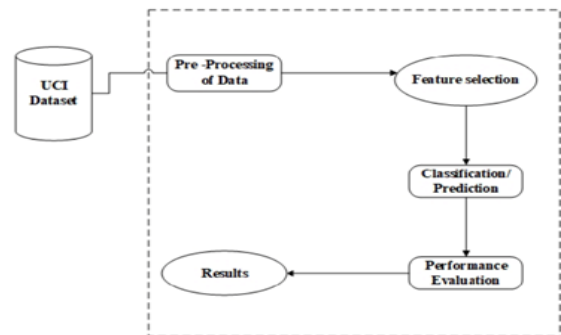 UCI
Dataset
Pre -Processing
of Data
Feature selection
Classification/
Prediction
Performance
Evaluation
Results